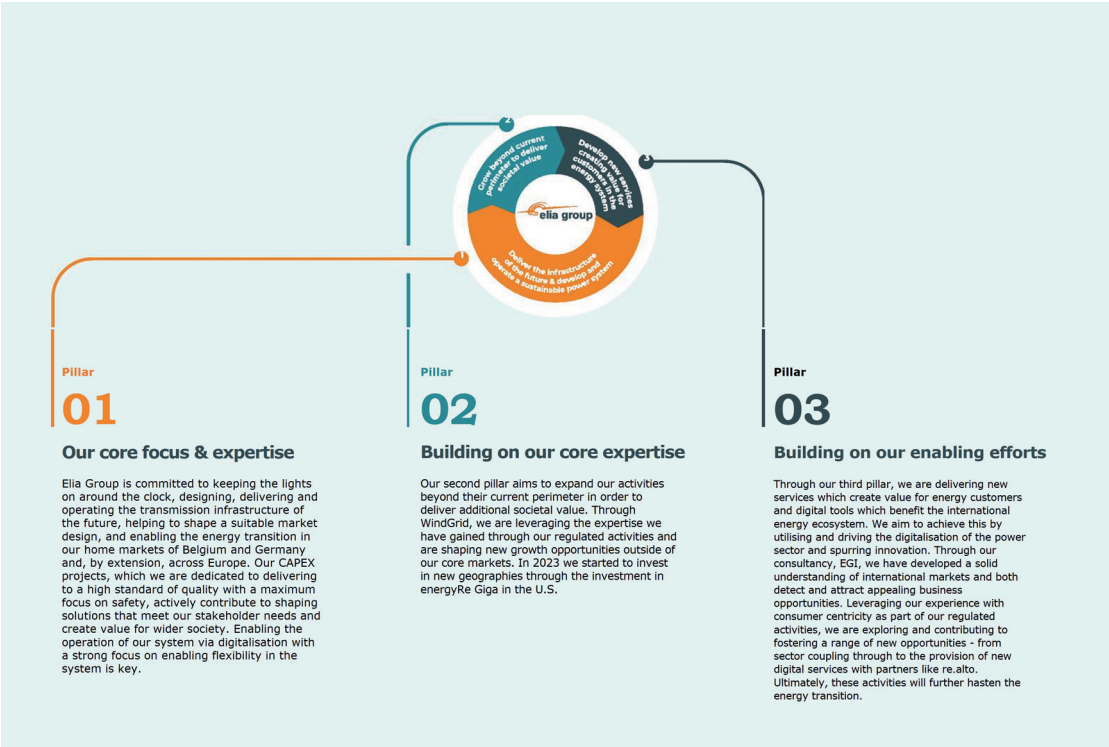 2
Grow beyond current
perimeter to deliver
societal value
Develop new services
creating value for
customers in the
energy system
3
elia group
1
Deliver the infrastructure
of the future & develop and
operate a sustainable power system
Pillar
01
Our core focus & expertise
Elia Group is committed to keeping the lights
on around the clock, designing, delivering and
operating the transmission infrastructure of
the future, helping to shape a suitable market
design, and enabling the energy transition in
our home markets of Belgium and Germany
and, by extension, across Europe. Our CAPEX
projects, which we are dedicated to delivering
to a high standard of quality with a maximum
focus on safety, actively contribute to shaping
solutions that meet our stakeholder needs and
create value for wider society. Enabling the
operation of our system via digitalisation with
a strong focus on enabling flexibility in the
system is key.
Pillar
02
Building on our core expertise
Our second pillar aims to expand our activities
beyond their current perimeter in order to
deliver additional societal value. Through
WindGrid, we are leveraging the expertise we
have gained through our regulated activities and
are shaping new growth opportunities outside of
our core markets. In 2023 we started to invest
in new geographies through the investment in
energyRe Giga in the U.S.
Pillar
03
Building on our enabling efforts
Through our third pillar, we are delivering new
services which create value for energy customers
and digital tools which benefit the international
energy ecosystem. We aim to achieve this by
utilising and driving the digitalisation of the power
sector and spurring innovation. Through our
consultancy, EGI, we have developed a solid
understanding of international markets and both
detect and attract appealing business
opportunities. Leveraging our experience with
consumer centricity as part of our regulated
activities, we are exploring and contributing to
fostering a range of new opportunities - from
sector coupling through to the provision of new
digital services with partners like re.alto.
Ultimately, these activities will further hasten the
energy transition.